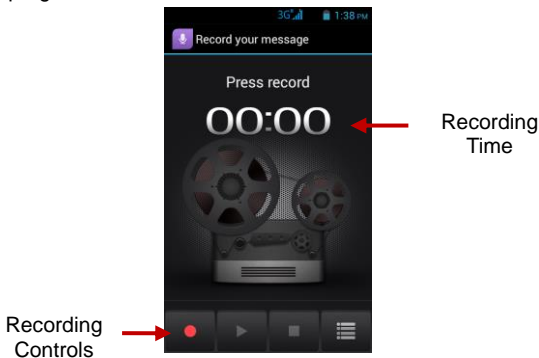 3G 1:38 PM
Record your message
Press record
00:00
Recording
Time
Recording
Controls